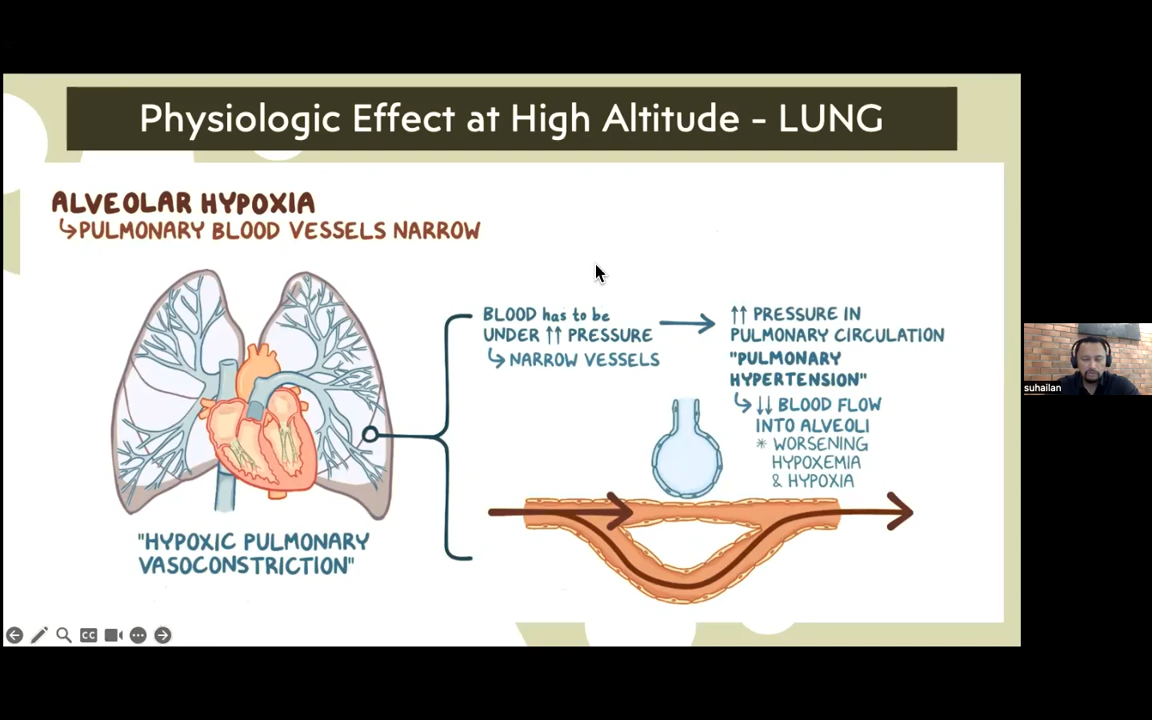 Physiologic Effect at High Altitude - LUNG
ALVEOLAR HYPOXIA
↳PULMONARY BLOOD VESSELS NARROW
BLOOD has to be
UNDER ↑↑ PRESSURE
↳ NARROW VESSELS
↑↑ PRESSURE IN
PULMONARY CIRCULATION
"PULMONARY
HYPERTENSION"
↳ ↓↓ BLOOD FLOW
INTO ALVEOLI
* WORSENING
HYPOXEMIA
& HYPOXIA
"HYPOXIC PULMONARY
VASOCONSTRICTION"
CC
suhailan